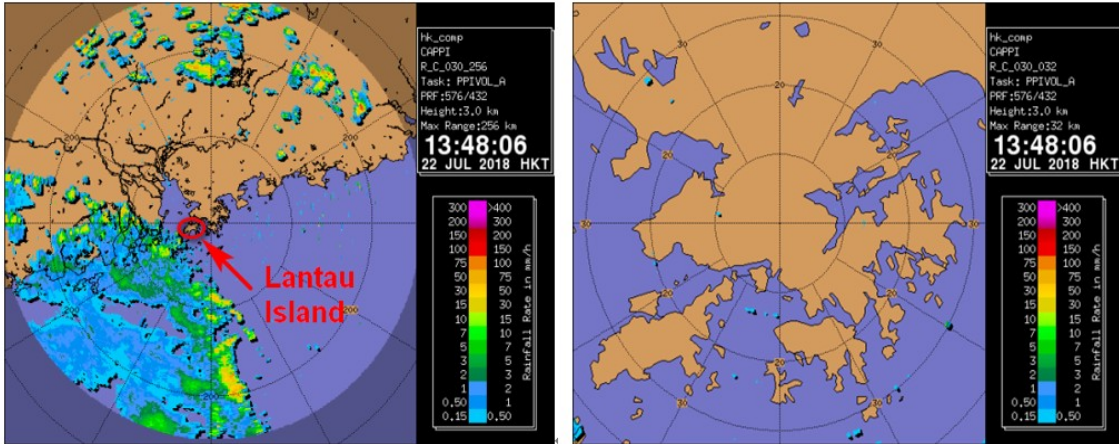 hk_comp
CAPPI
R_C_030_256
Task: PPIVOL_A
PRF:576/432
Height:3.0 km
Max Range:256 km
13:48:06
22 JUL 2018 HKT
300 >400
200 300
150 200
100 150
75 100
50 75
30 50
15 30
10 15
7 10
5 7
3 5
2 3
1 2
0.50 1
0.15 0.50
Rainfall Rate in mm/h
200
200
200
200
Lantau
Island
hk_comp
CAPPI
R_C_030_032
Task: PPIVOL_A
PRF:576/432
Height:3.0 km
Max Range:32 km
13:48:06
22 JUL 2018 HKT
300 >400
200 300
150 200
100 150
75 100
50 75
30 50
15 30
10 15
7 10
5 7
3 5
2 3
1 2
0.50 1
0.15 0.50
Rainfall Rate in mm/h
30
30
20
20
20
30
30
20
20
20
30
30